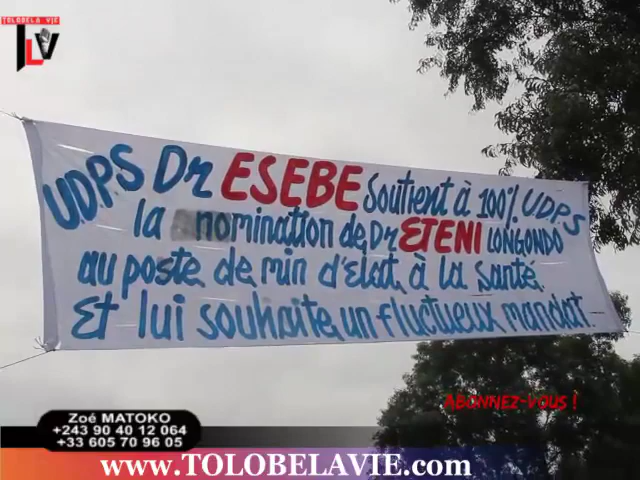 TOLOBELA VIE
TLV
UDPS Dr ESEBE Soutient à 100% UDPS
la nomination de Dr ETENI LONGONDO
au poste de min d'Etat à la Santé.
Et lui souhaite un fluctueux mandat.
ABONNEZ-VOUS !
Zoé MATOKO
+243 90 40 12 064
+33 605 70 96 05
www.TOLOBELAVIE.com